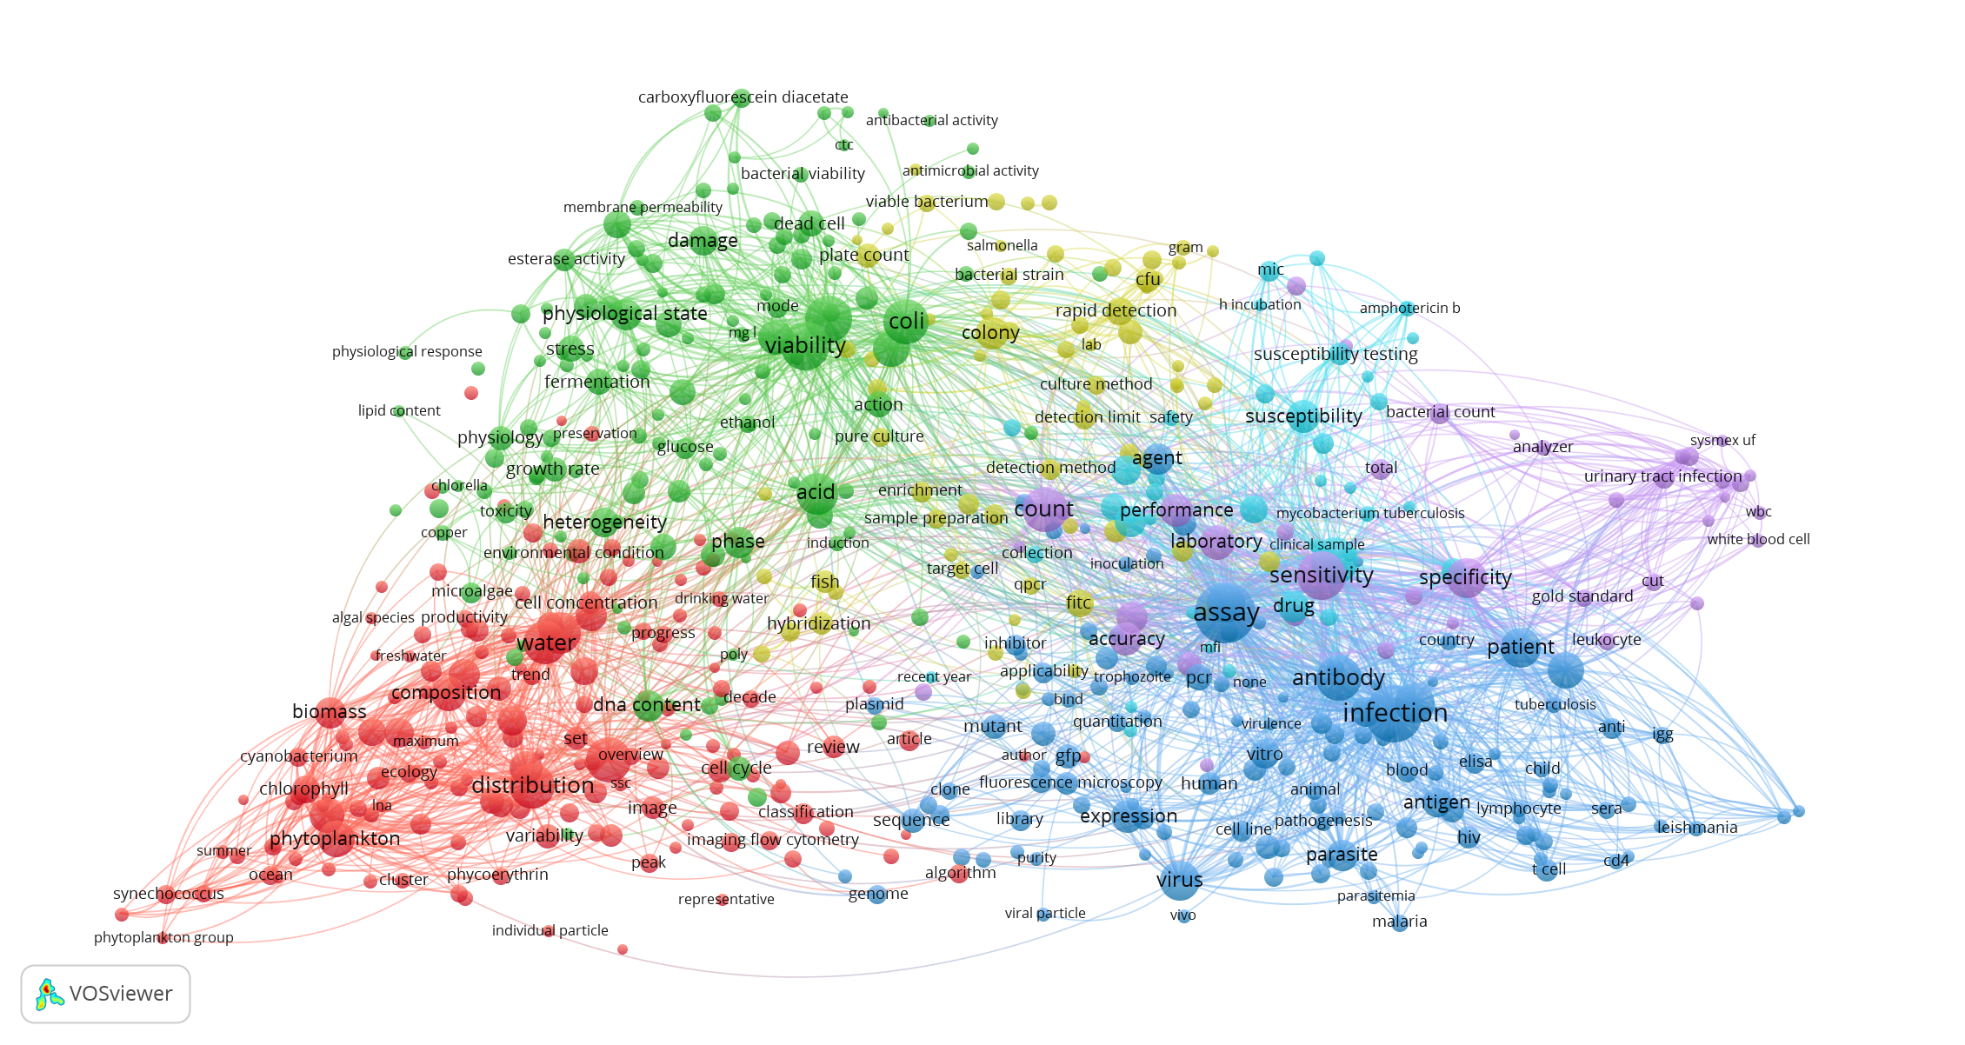 carboxyfluorescein diacetate
antibacterial activity
ctc
bacterial viability
antimicrobial activity
viable bacterium
membrane permeability
dead cell
damage
plate count
salmonella
gram
esterase activity
bacterial strain
mic
cfu
mode
h incubation
amphotericin b
physiological state
rapid detection
coli
mg l
colony
viability
lab
physiological response
stress
susceptibility testing
fermentation
culture method
action
lipid content
bacterial count
ethanol
detection limit
safety
susceptibility
physiology
preservation
pure culture
glucose
sysmex uf
analyzer
growth rate
detection method
agent
total
urinary tract infection
chlorella
acid
enrichment
toxicity
count
performance
mycobacterium tuberculosis
wbc
heterogeneity
sample preparation
copper
phase
induction
laboratory
clinical sample
white blood cell
environmental condition
collection
inoculation
target cell
sensitivity
specificity
microalgae
fish
qpcr
cut
cell concentration
drinking water
fitc
gold standard
algal species
productivity
hybridization
assay
drug
water
progress
inhibitor
accuracy
country
leukocyte
freshwater
poly
mfi
patient
trend
recent year
applicability
trophozoite
pcr
none
antibody
composition
decade
biomass
dna content
plasmid
bind
tuberculosis
quantitation
virulence
infection
mutant
anti
igg
maximum
set
article
cyanobacterium
overview
review
author
gfp
vitro
ecology
cell cycle
blood
elisa
child
chlorophyll
distribution
ssc
clone
fluorescence microscopy
human
animal
lna
image
classification
antigen
lymphocyte
sera
sequence
library
expression
pathogenesis
phytoplankton
variability
imaging flow cytometry
cell line
hiv
leishmania
summer
peak
purity
parasite
cd4
ocean
cluster
phycoerythrin
algorithm
t cell
synechococcus
representative
genome
virus
parasitemia
viral particle
vivo
malaria
phytoplankton group
individual particle
VOSviewer